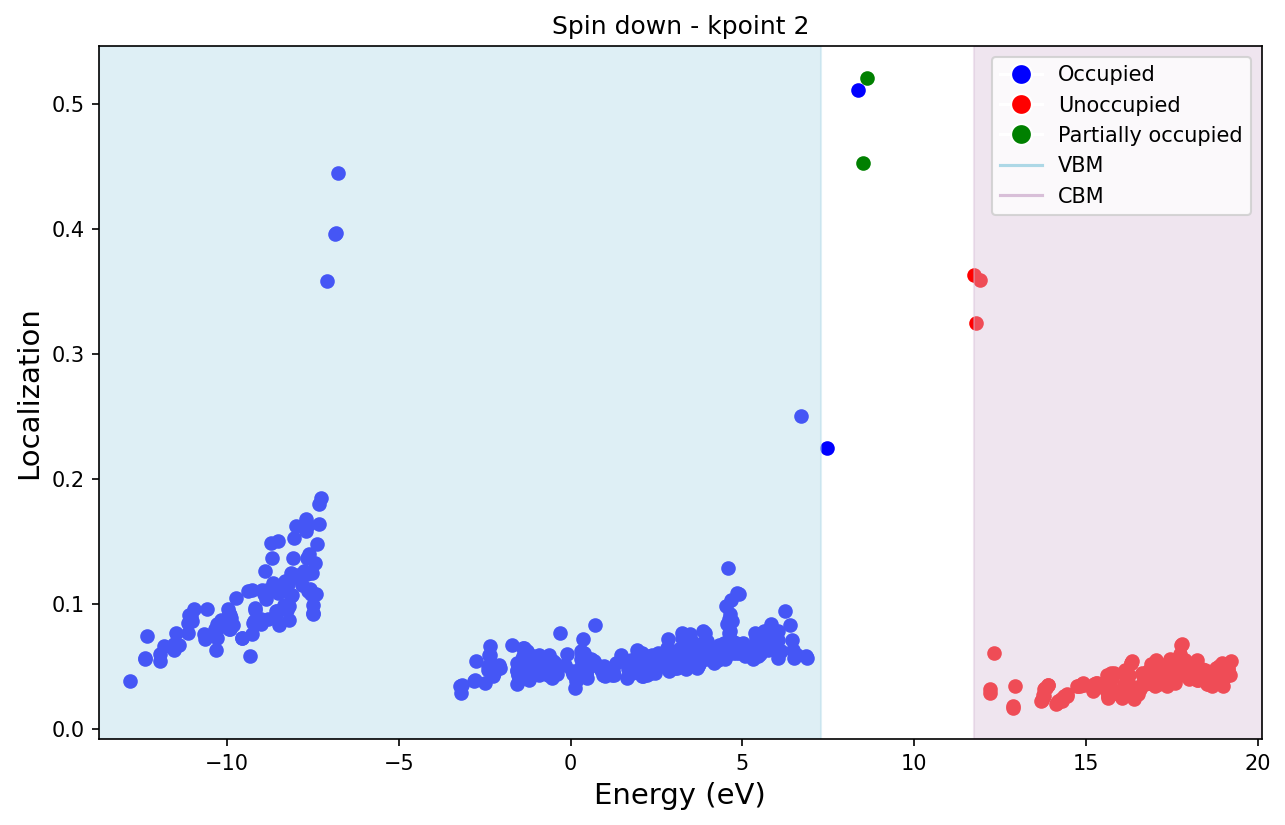 Spin down - kpoint 2
Localization
0.5
0.4
0.3
0.2
0.1
0.0
−10
−5
0
5
10
15
20
Energy (eV)
Occupied
Unoccupied
Partially occupied
VBM
CBM